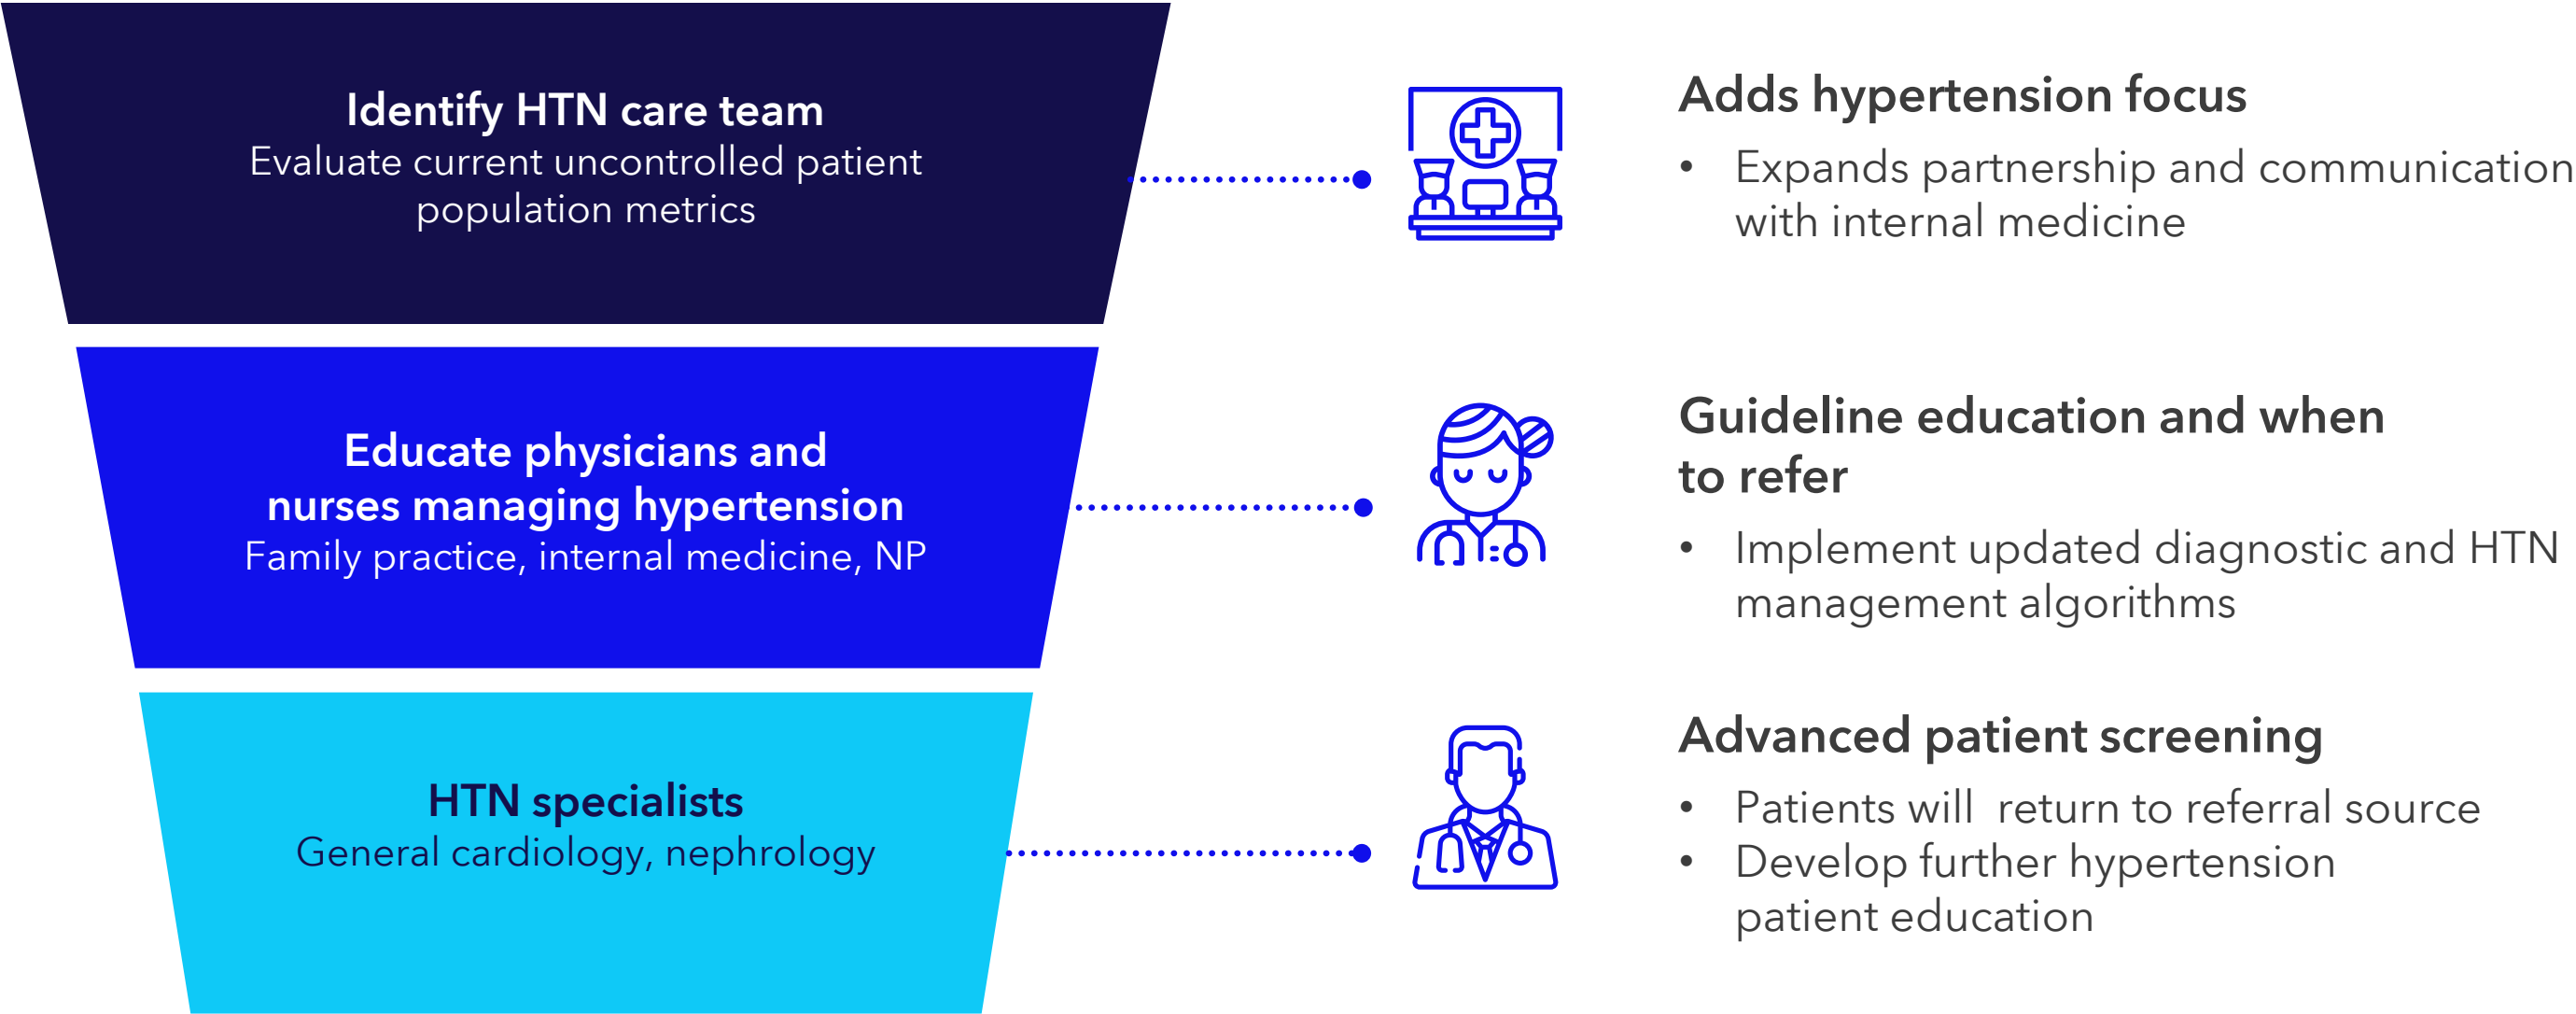 Identify HTN care team
Evaluate current uncontrolled patient
population metrics
Adds hypertension focus
• Expands partnership and communication
with internal medicine
Educate physicians and
nurses managing hypertension
Family practice, internal medicine, NP
Guideline education and when
to refer
• Implement updated diagnostic and HTN
management algorithms
HTN specialists
General cardiology, nephrology
Advanced patient screening
• Patients will  return to referral source
• Develop further hypertension
patient education